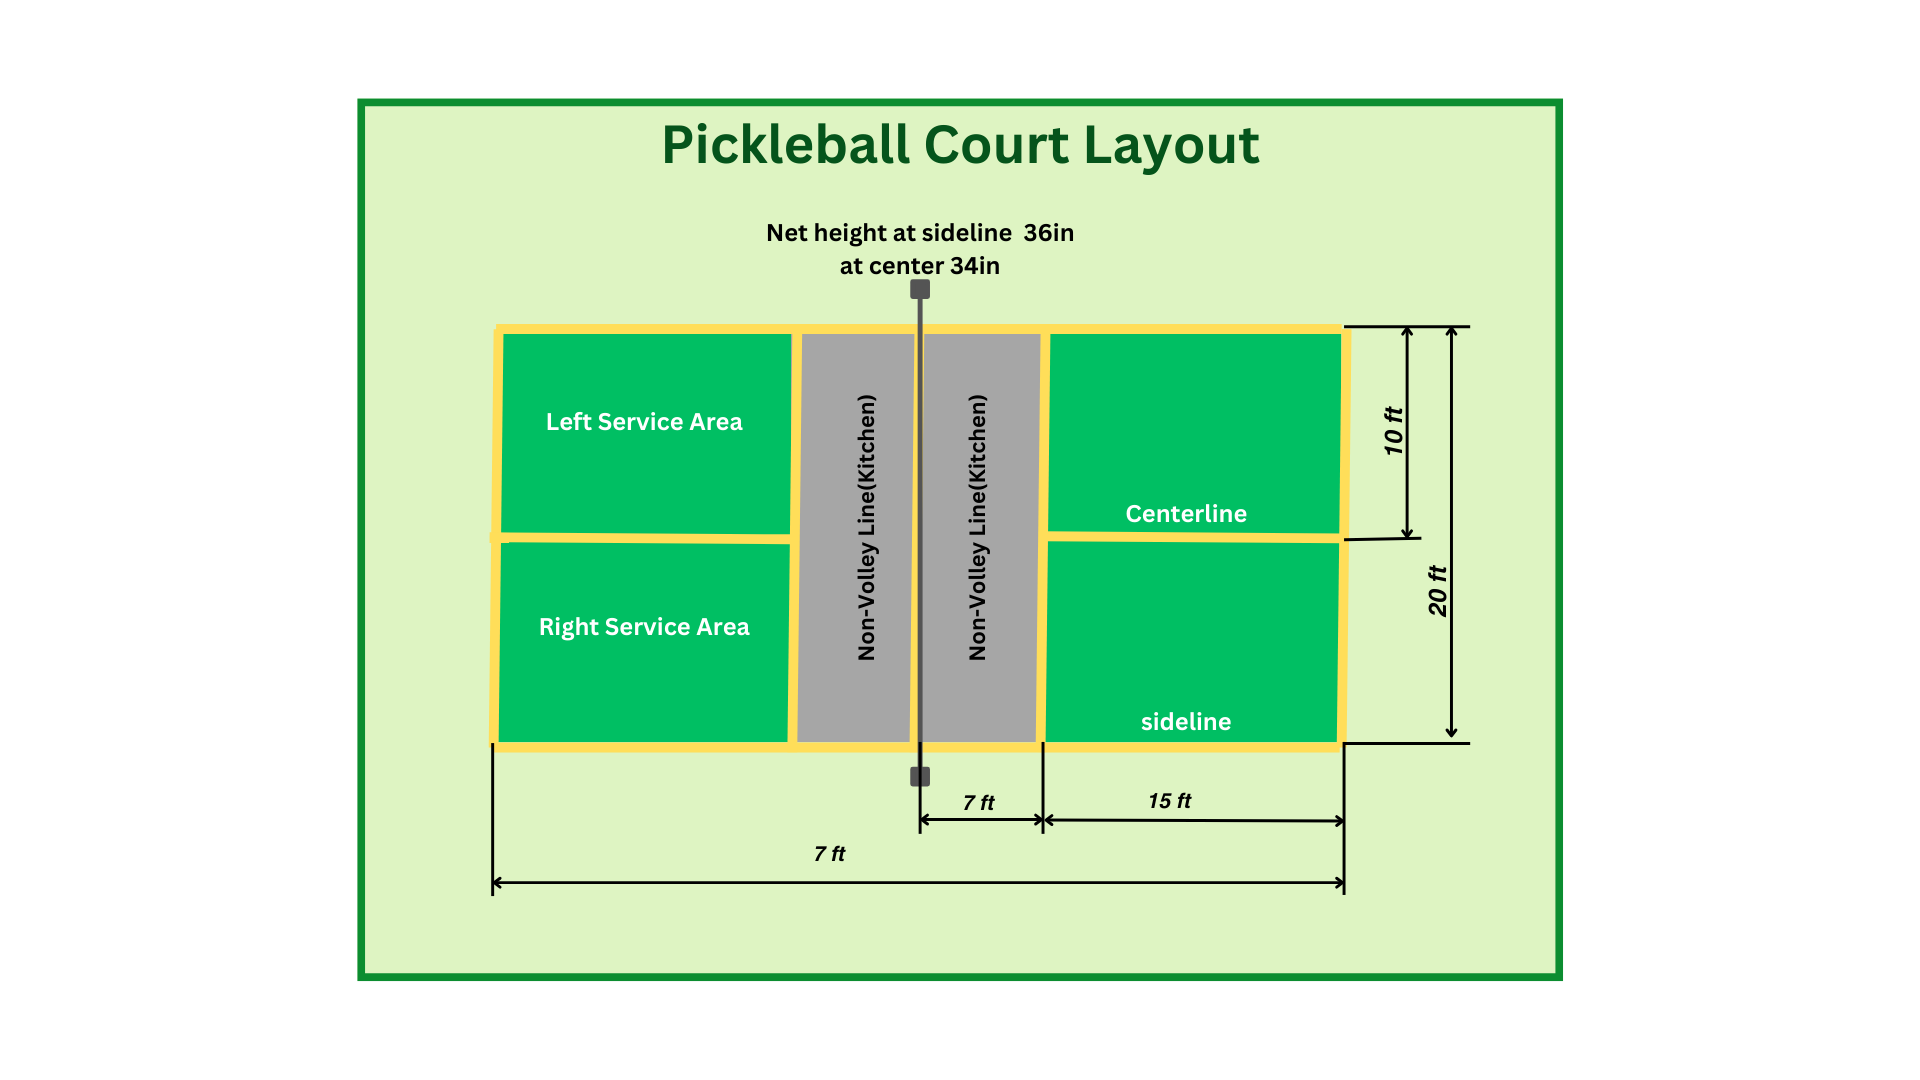 Pickleball Court Layout
Net height at sideline  36in
at center 34in
Left Service Area
Right Service Area
Non-Volley Line(Kitchen)
Non-Volley Line(Kitchen)
Centerline
sideline
10 ft
20 ft
7 ft
15 ft
7 ft